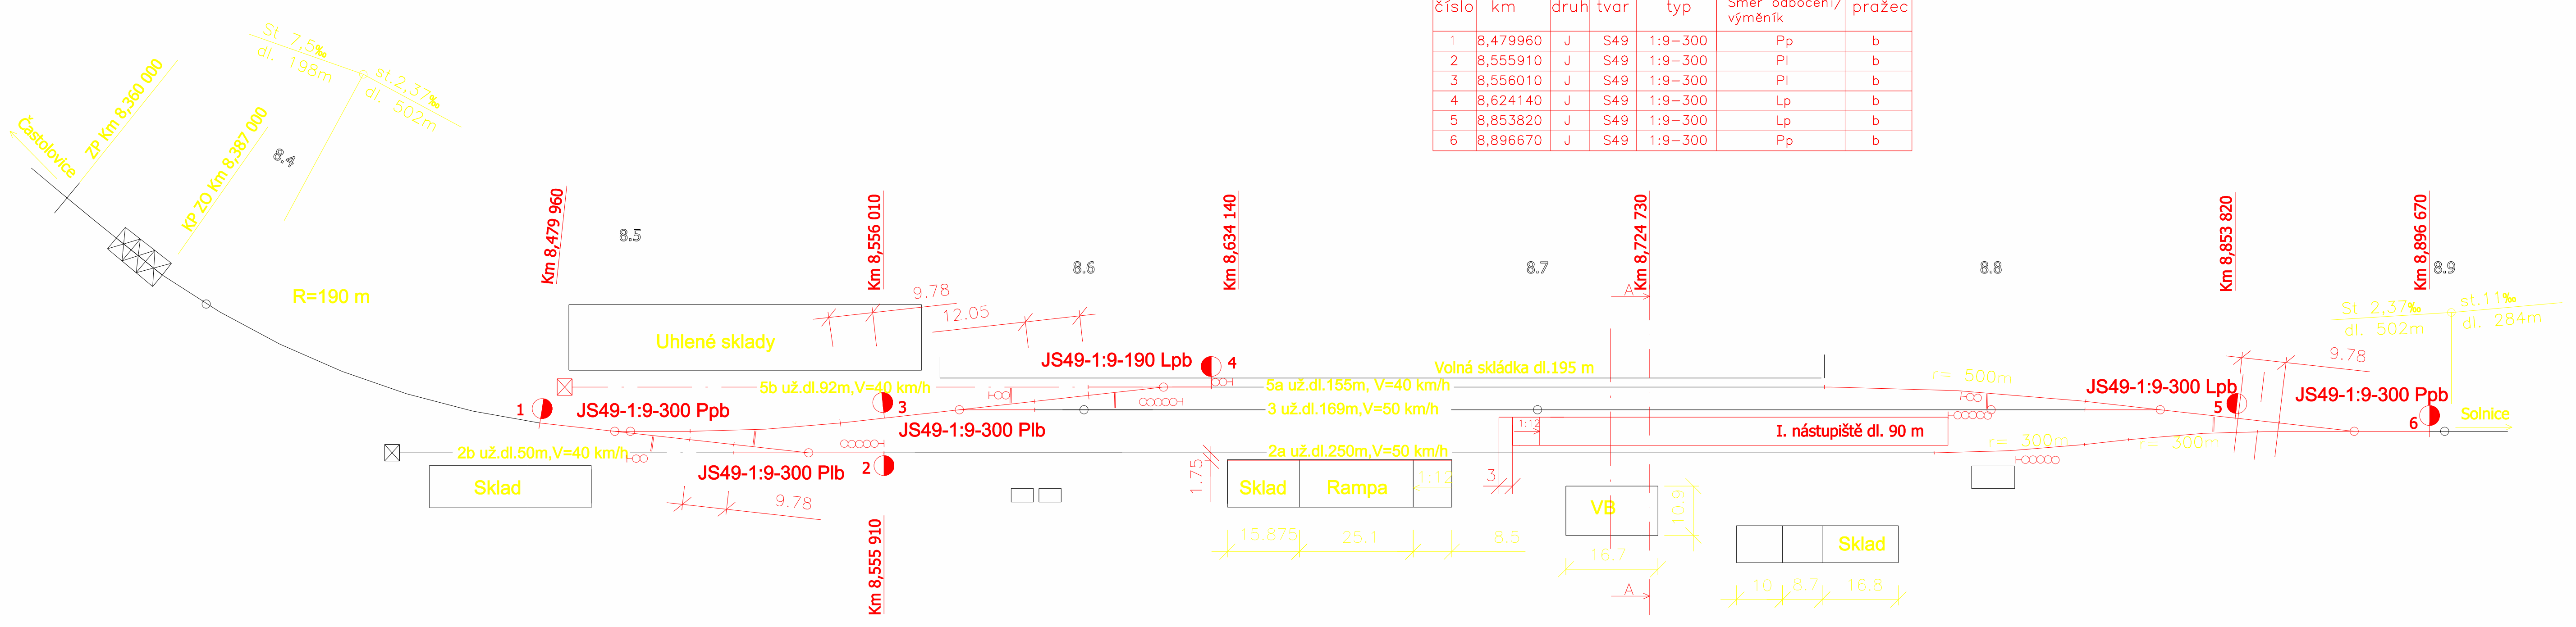 číslo km druh tvar typ Směr odbočení/ pražec
výměník
1 8,479960 J S49 1:9-300 Pp b
2 8,555910 J S49 1:9-300 Pl b
3 8,556010 J S49 1:9-300 Pl b
4 8,624140 J S49 1:9-300 Lp b
5 8,853820 J S49 1:9-300 Lp b
6 8,896670 J S49 1:9-300 Pp b
St 7.5‰
dl. 198m
st.2,37‰
dl. 502m
Častolovice
ZP Km 8,360 000
KP ZO Km 8,387 000
8.4
R=190 m
Km 8,479 960
8.5
Km 8,556 010
8.6
Km 8,634 140
8.7
Km 8,724 730
8.8
Km 8,853 820
Km 8,896 670
8.9
St 2,37‰
dl. 502m
st.11‰
dl. 284m
9.78
12.05
A
Uhlené sklady
JS49-1:9-190 Lpb
4
Volná skládka dl.195 m
r= 500m
9.78
5b už.dl.92m,V=40 km/h
5a už.dl.155m, V=40 km/h
JS49-1:9-300 Lpb
JS49-1:9-300 Ppb
1
JS49-1:9-300 Ppb
3
3 už.dl.169m,V=50 km/h
5
6
Solnice
JS49-1:9-300 Plb
1:12
I. nástupiště dl. 90 m
r= 300m
r= 300m
2b už.dl.50m,V=40 km/h
2a už.dl.250m,V=50 km/h
JS49-1:9-300 Plb
2
1.75
3
Sklad
9.78
Sklad
Rampa
1:12
VB
10.9
Km 8,555 910
15.875
25.1
8.5
16.7
Sklad
A
10
8.7
16.8